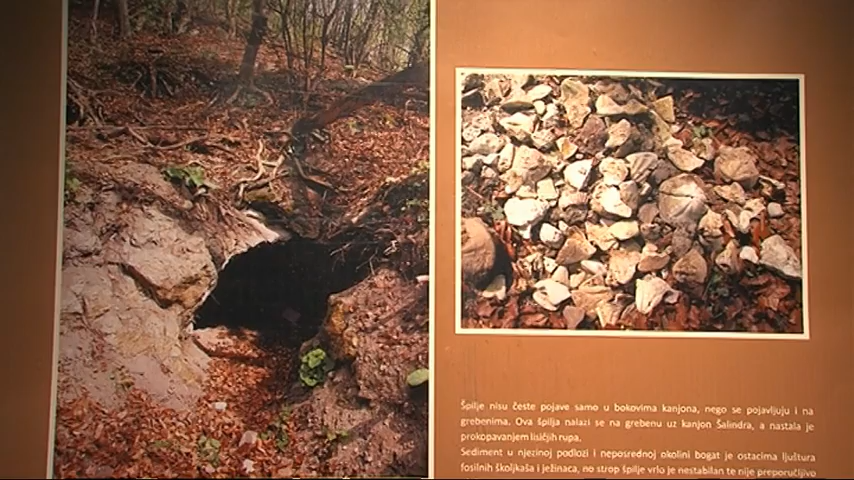 Špilje nisu česte pojave samo u bokovima kanjona, nego se pojavljuju i na
grebenima. Ova špilja nalazi se na grebenu uz kanjon Šalindra, a nastala je
prokopavanjem lisičjih rupa.
Sediment u njezinoj podlozi i neposrednoj okolini bogat je ostacima ljuštura
fosilnih školjkaša i ježinaca, no strop špilje vrlo je nestabilan te nije preporučljivo